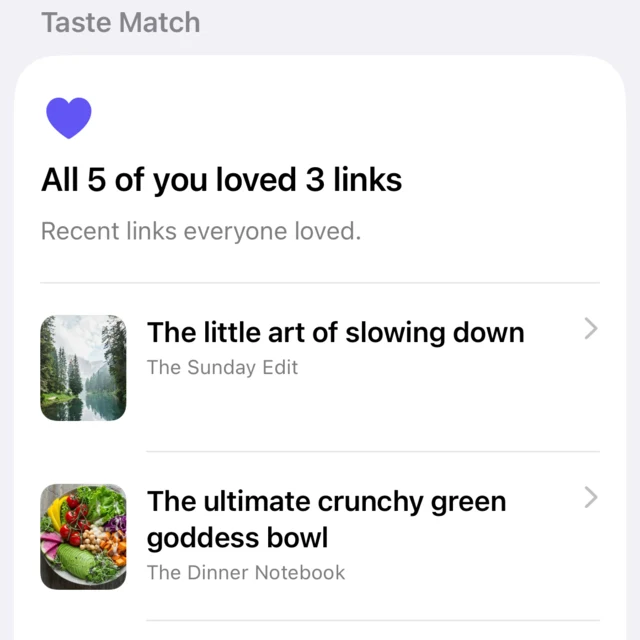 Taste Match
All 5 of you loved 3 links
Recent links everyone loved.
The little art of slowing down
The Sunday Edit
The ultimate crunchy green
goddess bowl
The Dinner Notebook